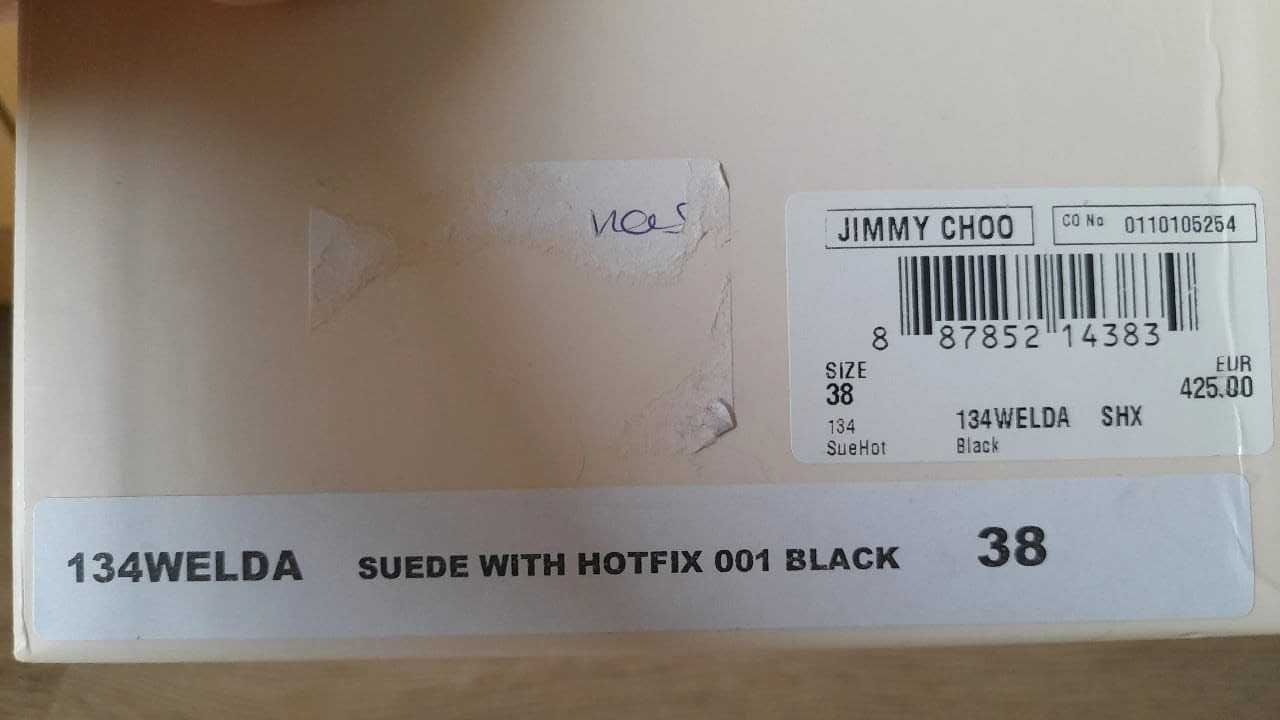 JIMMY CHOO CO No 0110105254
8 87852 14383
SIZE EUR
38 425.00
134 134WELDA SHX
SueHot Black
134WELDA SUEDE WITH HOTFIX 001 BLACK 38